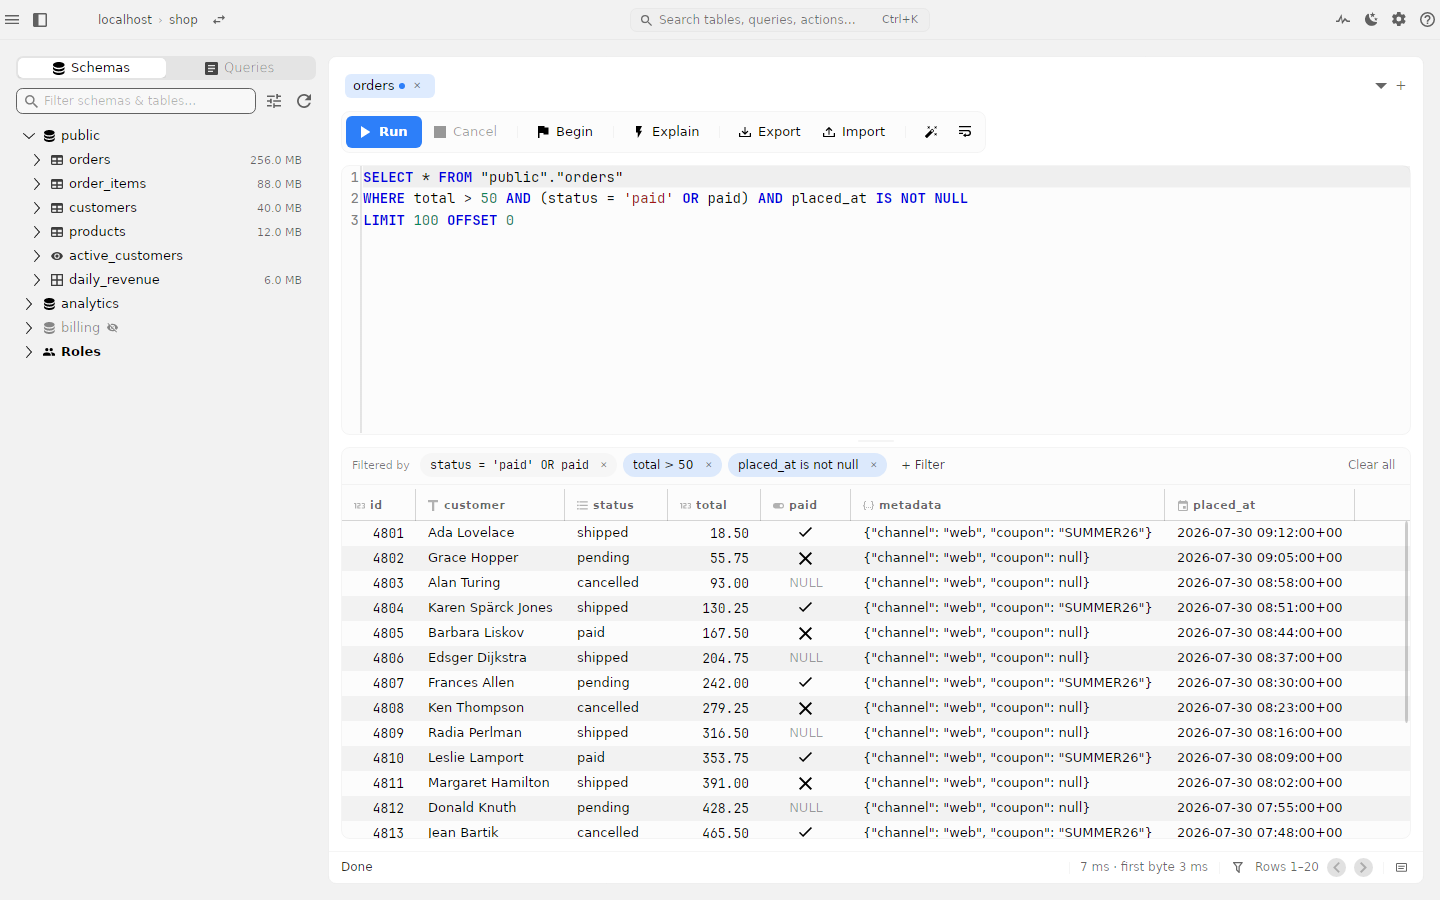 localhost › shop
Search tables, queries, actions... Ctrl+K
Schemas
Queries
Filter schemas & tables...
public
orders 256.0 MB
order_items 88.0 MB
customers 40.0 MB
products 12.0 MB
active_customers
daily_revenue 6.0 MB
analytics
billing
Roles
orders
Run Cancel Begin Explain Export Import
1 SELECT * FROM "public"."orders"
2 WHERE total > 50 AND (status = 'paid' OR paid) AND placed_at IS NOT NULL
3 LIMIT 100 OFFSET 0
Filtered by status = 'paid' OR paid × total > 50 × placed_at is not null × + Filter Clear all
123 id customer status 123 total paid {..} metadata placed_at
4801 Ada Lovelace shipped 18.50 {"channel": "web", "coupon": "SUMMER26"} 2026-07-30 09:12:00+00
4802 Grace Hopper pending 55.75 {"channel": "web", "coupon": null} 2026-07-30 09:05:00+00
4803 Alan Turing cancelled 93.00 NULL {"channel": "web", "coupon": null} 2026-07-30 08:58:00+00
4804 Karen Spärck Jones shipped 130.25 {"channel": "web", "coupon": "SUMMER26"} 2026-07-30 08:51:00+00
4805 Barbara Liskov paid 167.50 {"channel": "web", "coupon": null} 2026-07-30 08:44:00+00
4806 Edsger Dijkstra shipped 204.75 NULL {"channel": "web", "coupon": null} 2026-07-30 08:37:00+00
4807 Frances Allen pending 242.00 {"channel": "web", "coupon": "SUMMER26"} 2026-07-30 08:30:00+00
4808 Ken Thompson cancelled 279.25 {"channel": "web", "coupon": null} 2026-07-30 08:23:00+00
4809 Radia Perlman shipped 316.50 NULL {"channel": "web", "coupon": null} 2026-07-30 08:16:00+00
4810 Leslie Lamport paid 353.75 {"channel": "web", "coupon": "SUMMER26"} 2026-07-30 08:09:00+00
4811 Margaret Hamilton shipped 391.00 {"channel": "web", "coupon": null} 2026-07-30 08:02:00+00
4812 Donald Knuth pending 428.25 NULL {"channel": "web", "coupon": null} 2026-07-30 07:55:00+00
4813 Jean Bartik cancelled 465.50 {"channel": "web", "coupon": "SUMMER26"} 2026-07-30 07:48:00+00
Done 7 ms · first byte 3 ms Rows 1–20